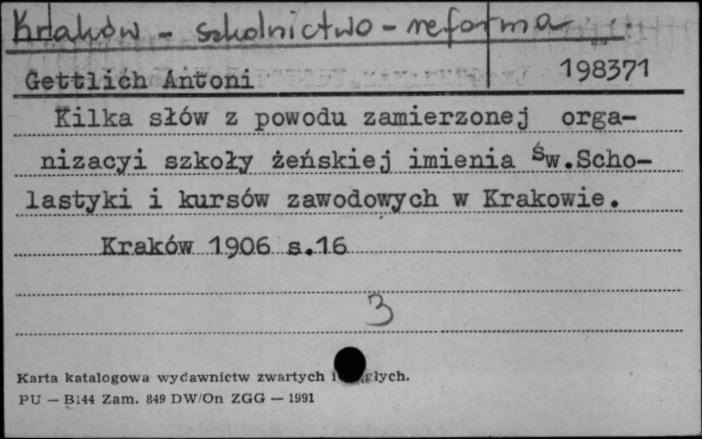 Kraków - szkolnictwo - reforma
Gettlich Antoni 198371
Kilka słów z powodu zamierzonej orga-
nizacyi szkoły żeńskiej imienia św.Scho-
lastyki i kursów zawodowych w Krakowie.
Kraków 1906 s.16
3
Karta katalogowa wydawnictw zwartych
PU — B144 Zam. 849 DW/On ZGG — 1991